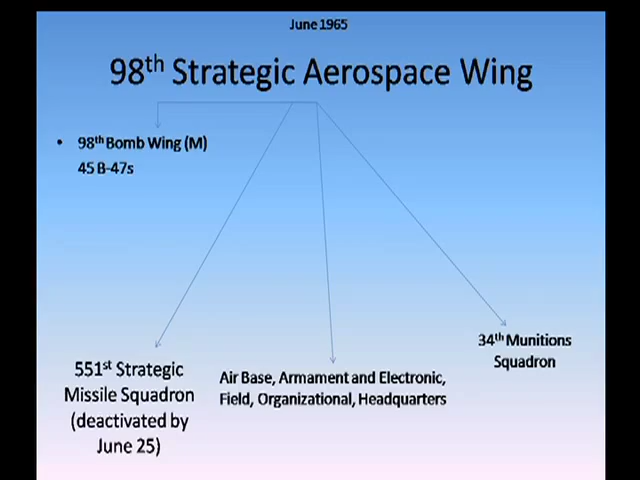 June 1965
98th Strategic Aerospace Wing
• 98th Bomb Wing (M)
45 B-47s
34th Munitions
Squadron
551st Strategic
Missile Squadron
(deactivated by
June 25)
Air Base, Armament and Electronic,
Field, Organizational, Headquarters